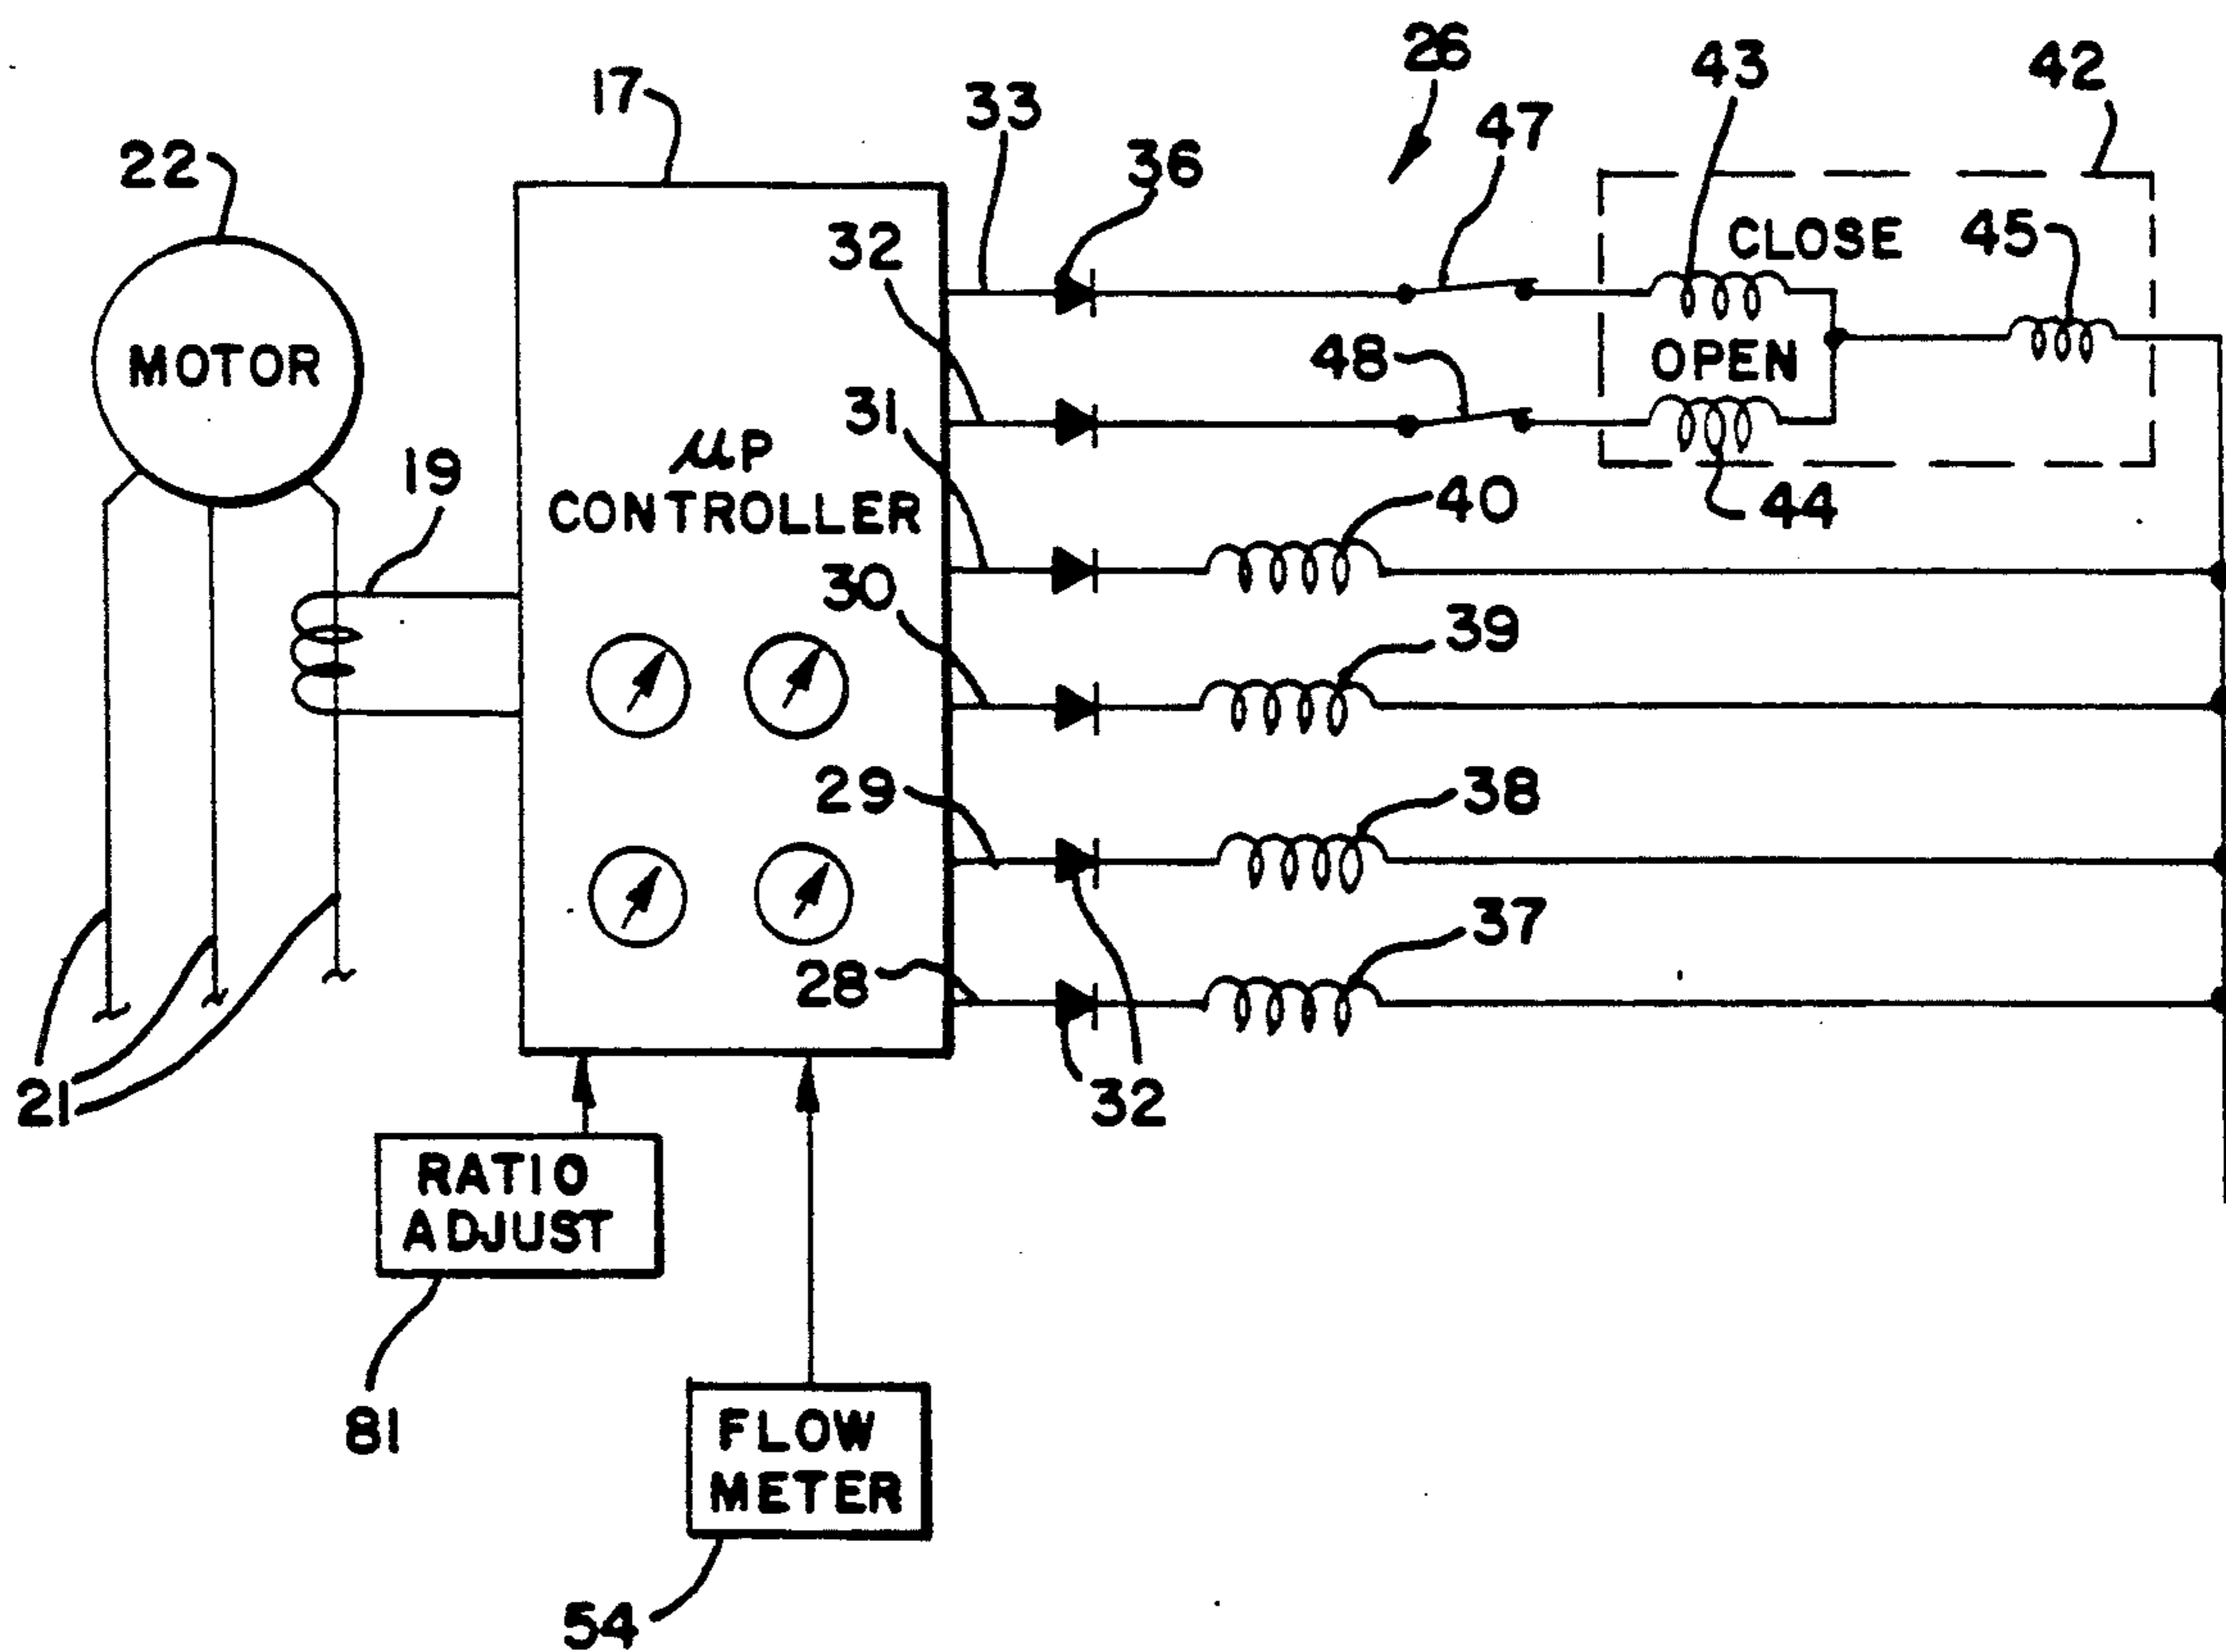 26
43
42
17
33
47
22
36
32
CLOSE
45
MOTOR
48
OPEN
31
19
μP
CONTROLLER
40
44
30
39
29
38
28
37
21
32
RATIO
ADJUST
81
FLOW
METER
54